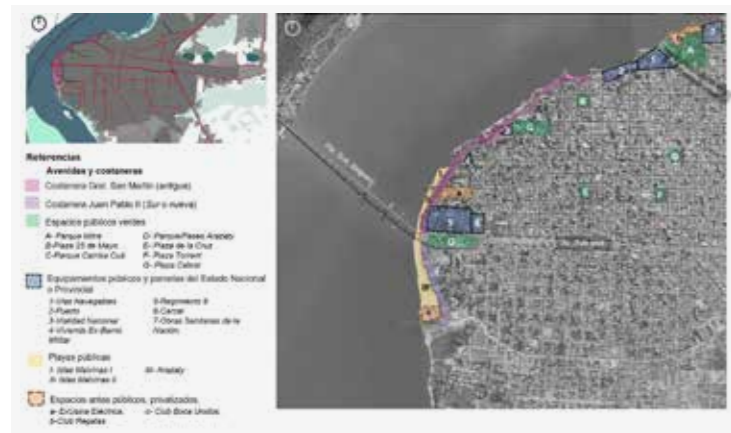 Referencias
Avenidas y costaneras
Costanera Gral. San Martín (antigua)
Costanera Juan Pablo II (Sur o nueva)
Espacios públicos verdes
A- Parque Mitre
B-Plaza 25 de Mayo
C-Parque Camba Cuá
D- Parque/Paseo Arazaty
E- Plaza de la Cruz
F- Plaza Torrent
G- Plaza Cabral
Equipamientos públicos y parcelas del Estado Nacional o Provincial
1-Vías Navegables
2-Puerto
3-Vialidad Nacional
4-Vivienda Ex-Barrio Militar
5-Regimiento 9
6-Cárcel
7-Obras Sanitarias de la Nación
Playas públicas
I- Islas Malvinas I
II- Islas Malvinas II
III- Arazaty
Espacios antes públicos, privatizados
a- Ex-Usina Eléctrica.
b-Club Regatas
c- Club Boca Unidos